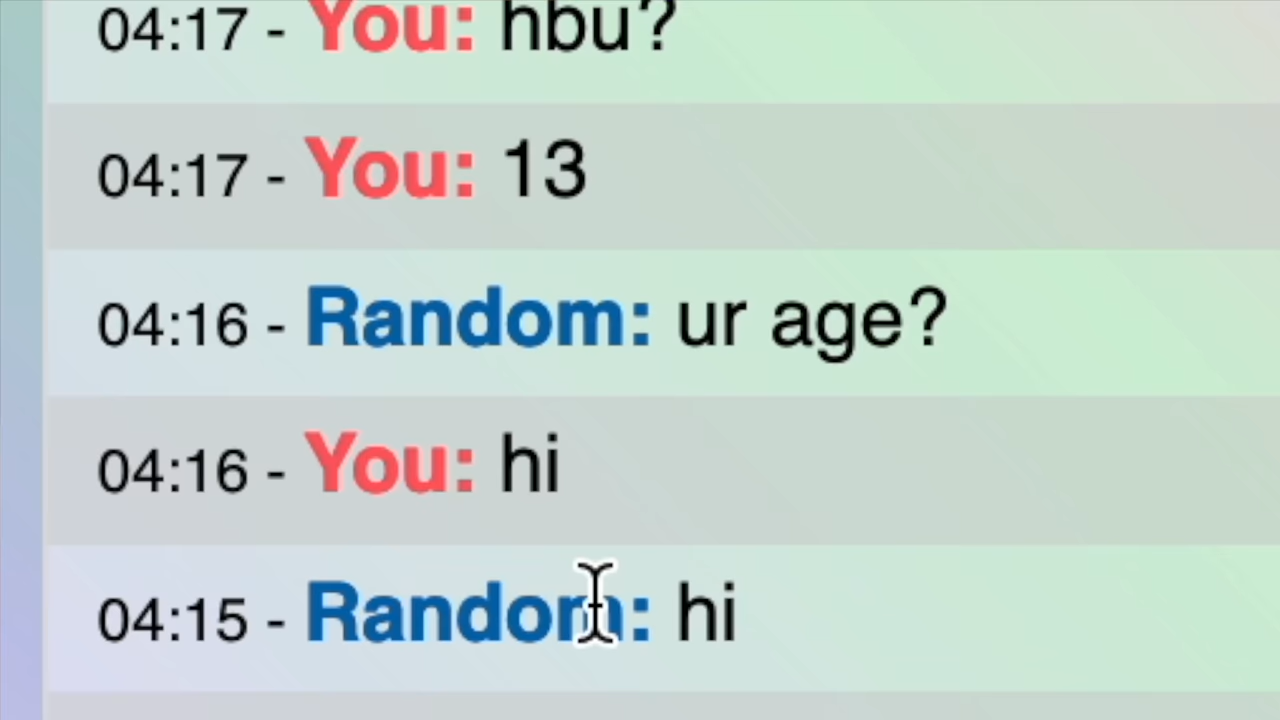 04:17 - You: hbu?
04:17 - You: 13
04:16 - Random: ur age?
04:16 - You: hi
04:15 - Random: hi